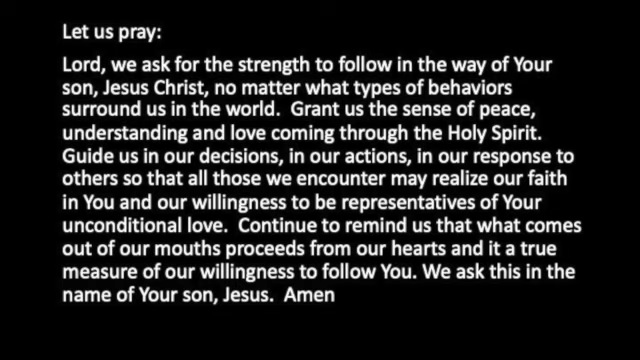 Let us pray:
Lord, we ask for the strength to follow in the way of Your
son, Jesus Christ, no matter what types of behaviors
surround us in the world.  Grant us the sense of peace,
understanding and love coming through the Holy Spirit.
Guide us in our decisions, in our actions, in our response to
others so that all those we encounter may realize our faith
in You and our willingness to be representatives of Your
unconditional love.  Continue to remind us that what comes
out of our mouths proceeds from our hearts and it a true
measure of our willingness to follow You. We ask this in the
name of Your son, Jesus.  Amen